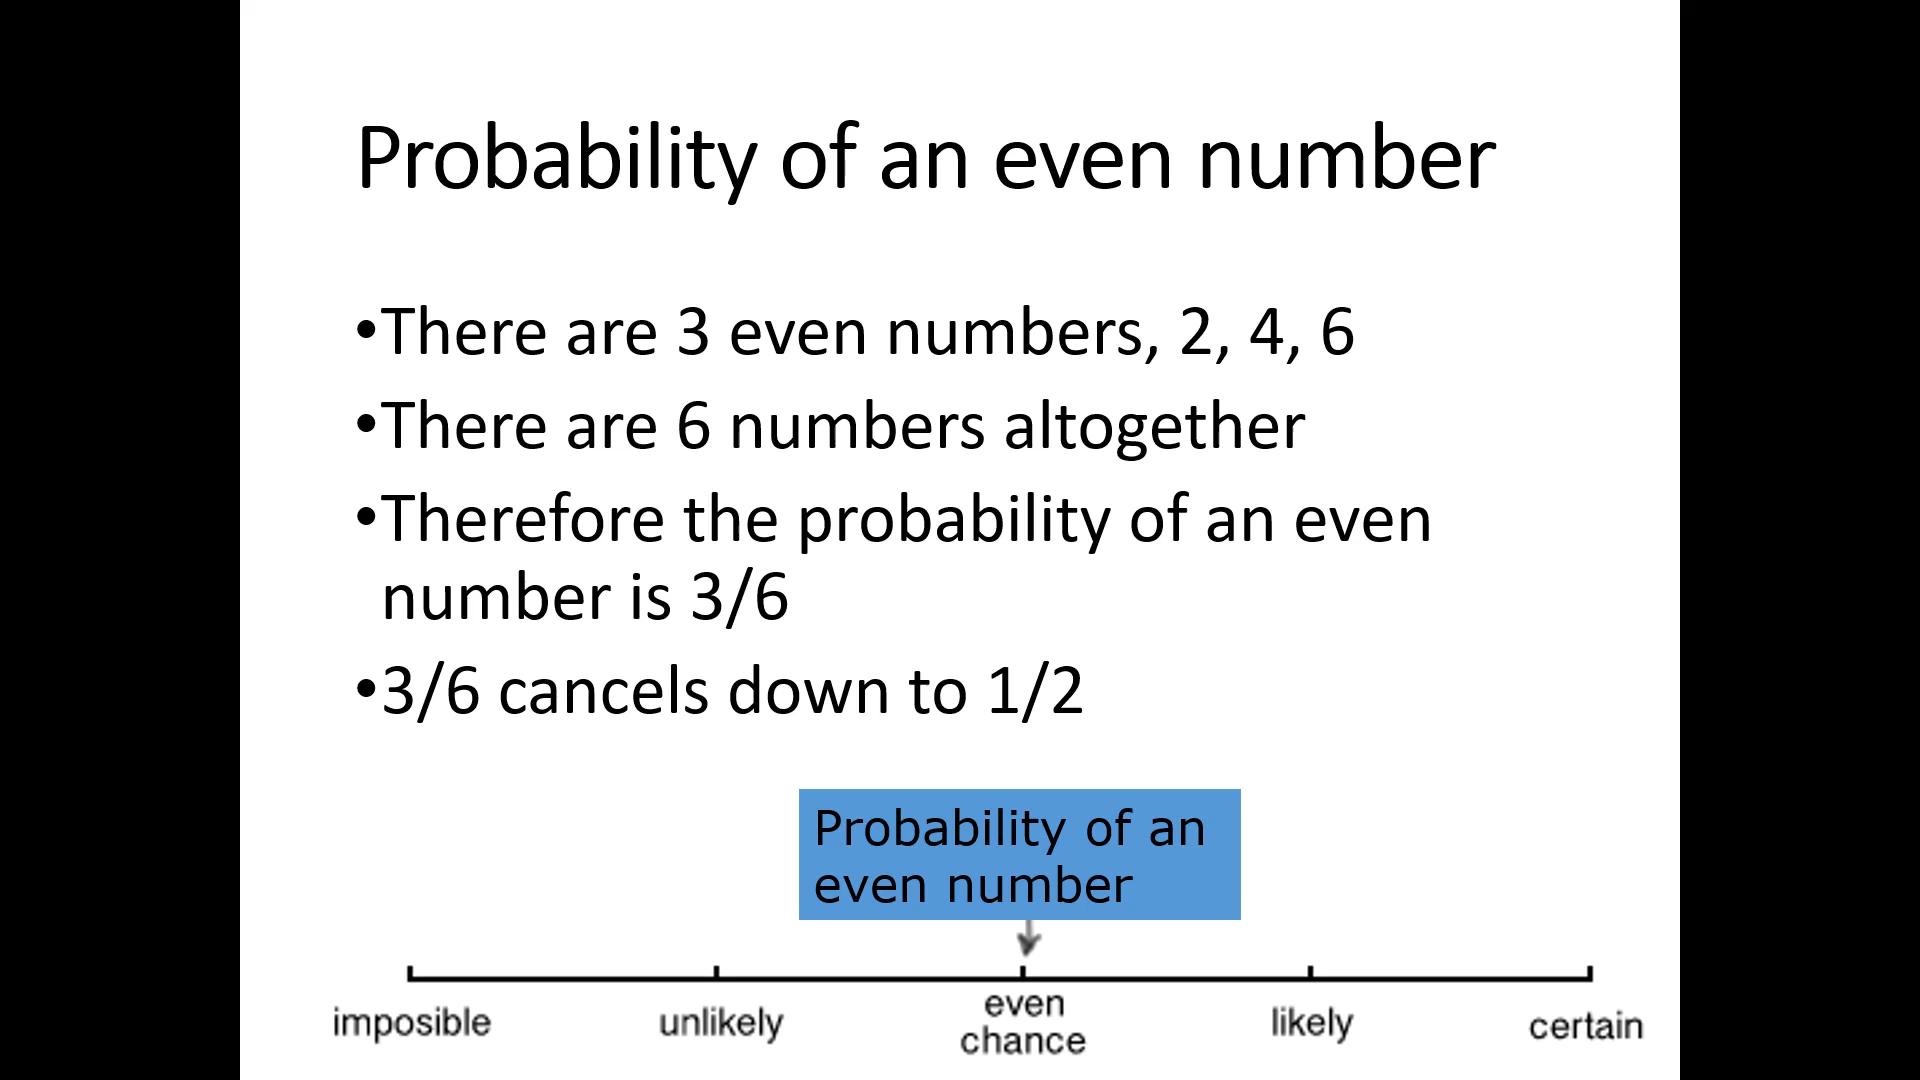 Probability of an even number
•There are 3 even numbers, 2, 4, 6
•There are 6 numbers altogether
•Therefore the probability of an even
number is 3/6
•3/6 cancels down to 1/2
Probability of an
even number
imposible unlikely even chance likely certain